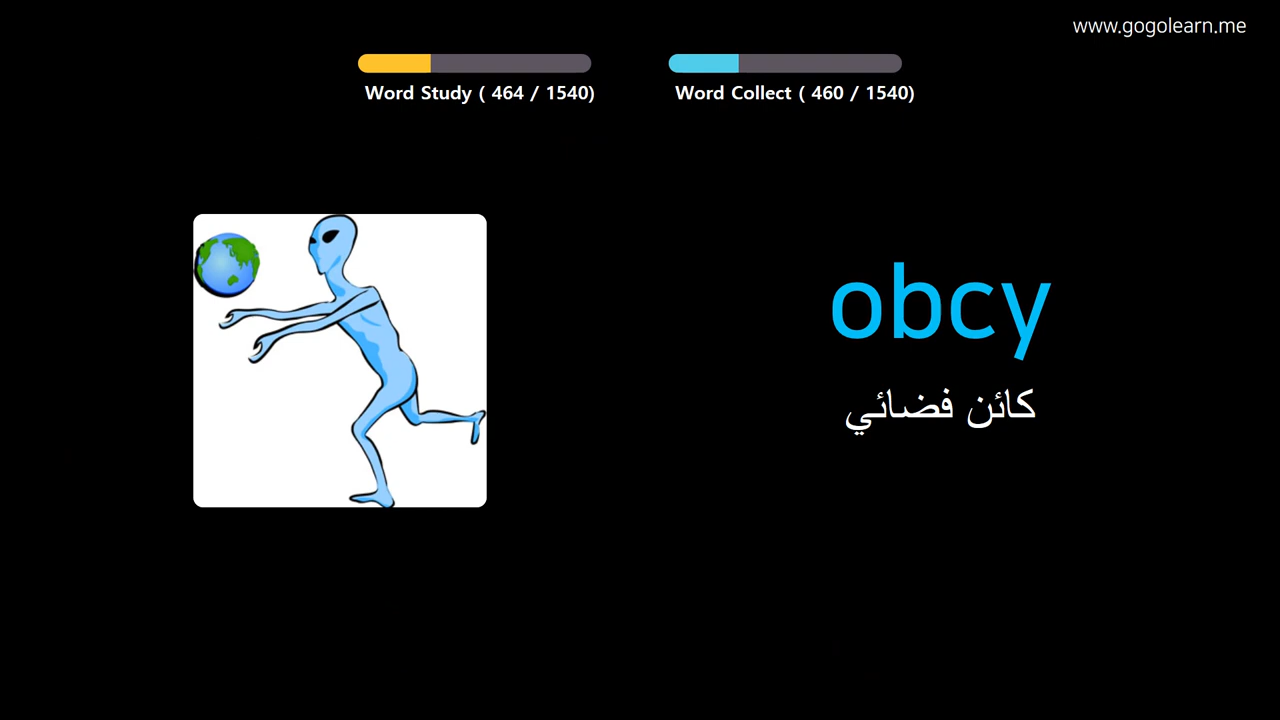 www.gogolearn.me
Word Study ( 464 / 1540)
Word Collect ( 460 / 1540)
obcy
كائن فضائي